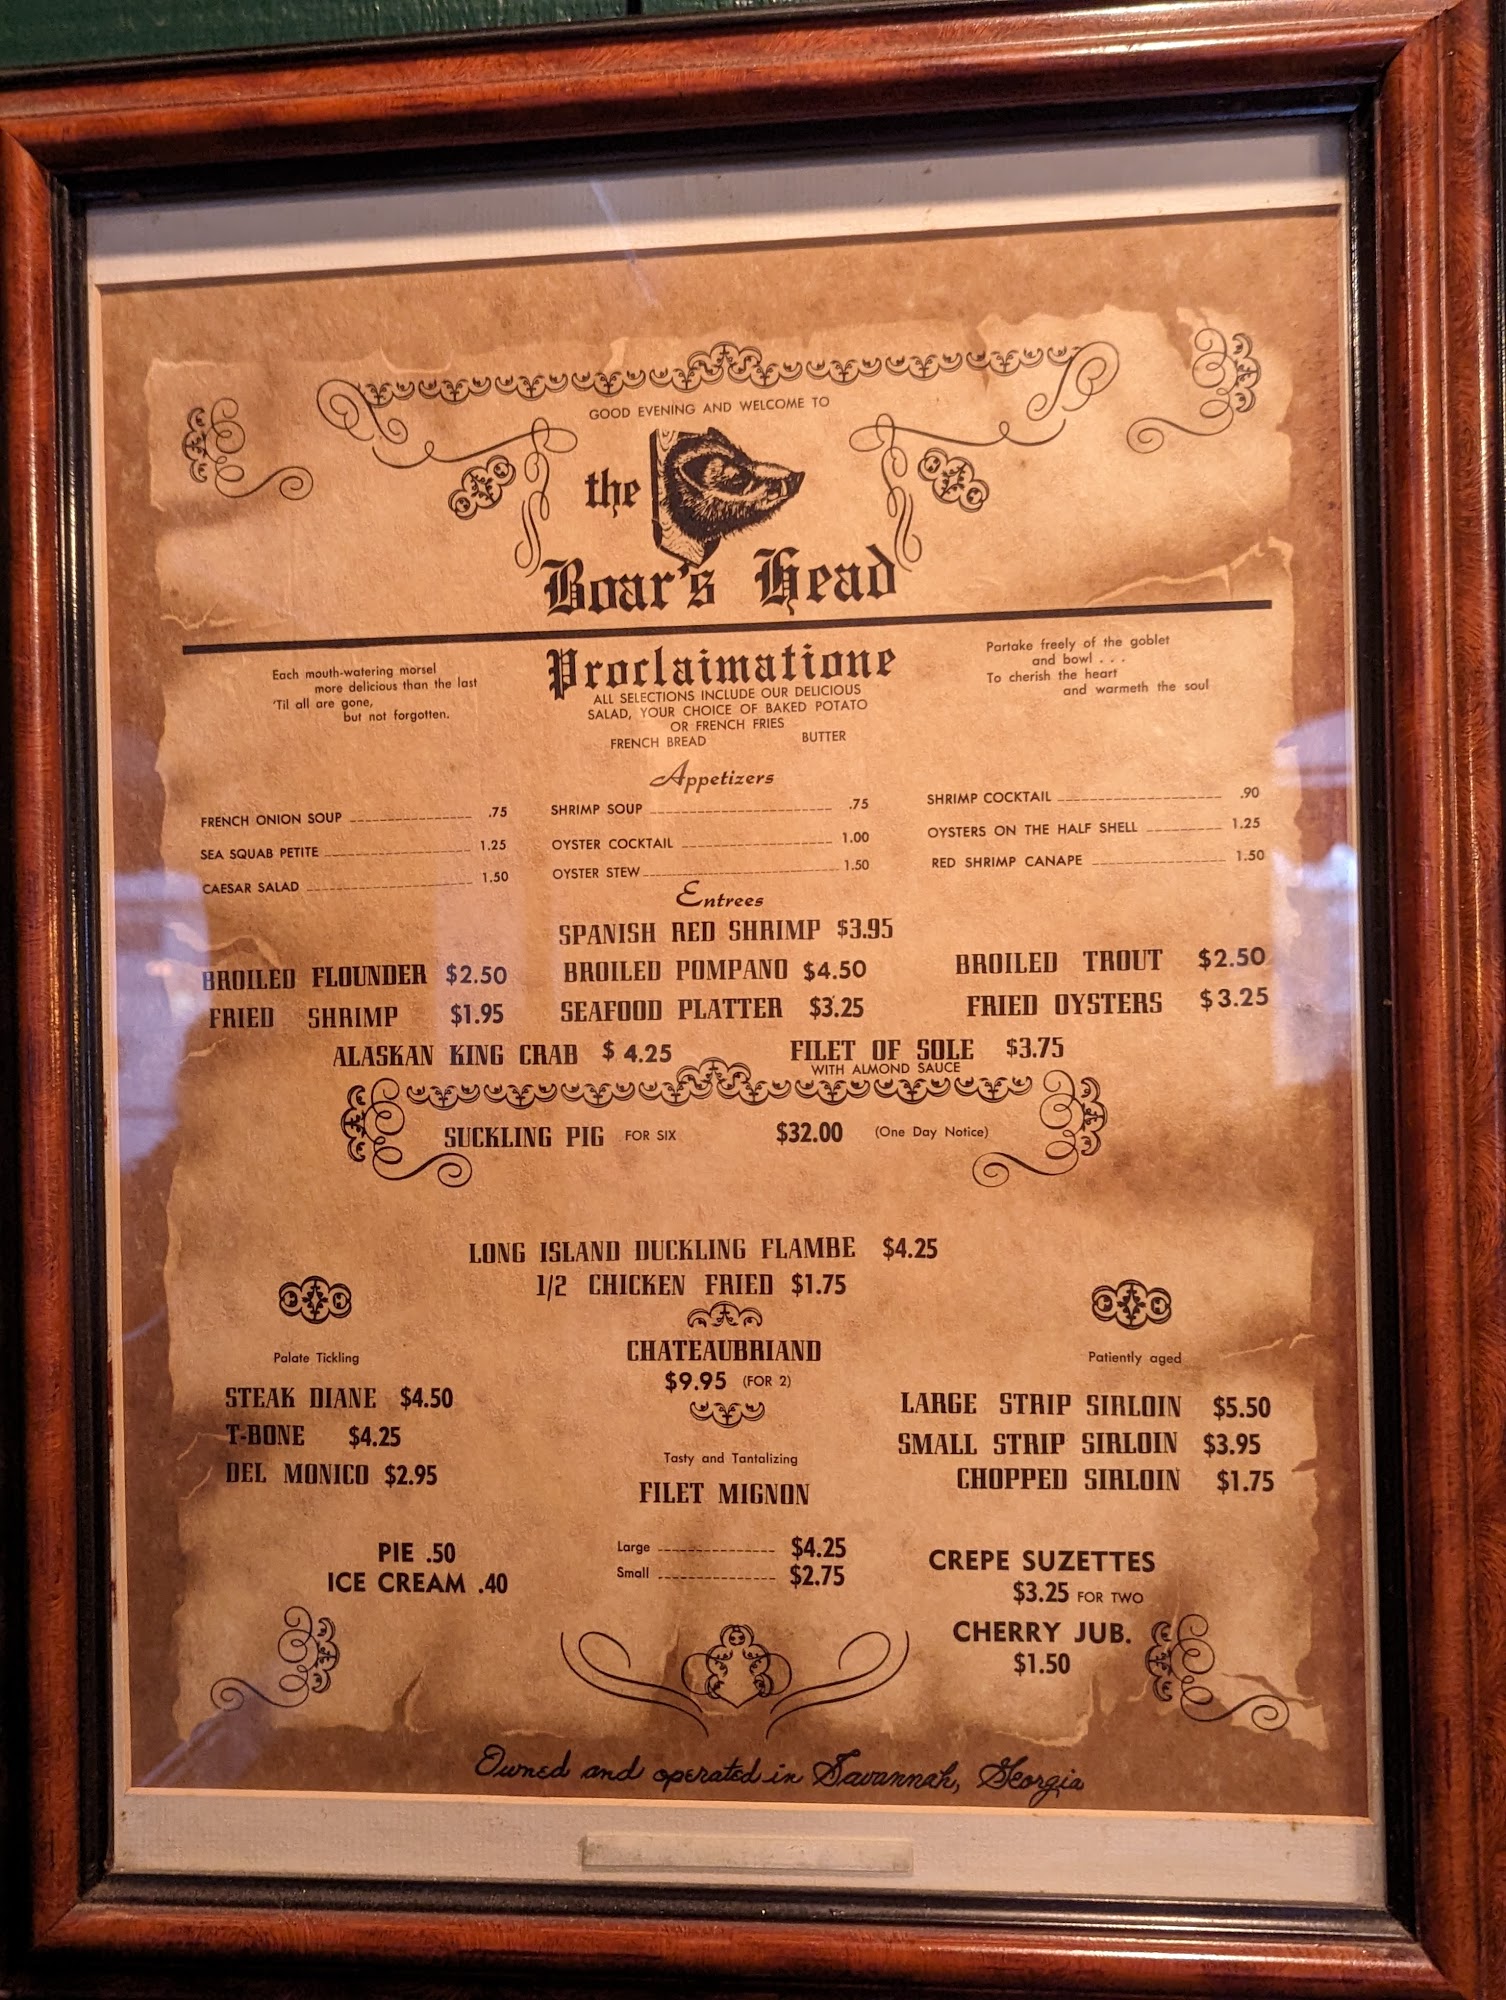 GOOD EVENING AND WELCOME TO
the
Boar's Head
Each mouth-watering morsel
more delicious than the last
'Til all are gone,
but not forgotten.
Proclaimatione
ALL SELECTIONS INCLUDE OUR DELICIOUS
SALAD, YOUR CHOICE OF BAKED POTATO
OR FRENCH FRIES
FRENCH BREAD BUTTER
Partake freely of the goblet
and bowl . . .
To cherish the heart
and warmeth the soul
Appetizers
FRENCH ONION SOUP .75
SEA SQUAB PETITE 1.25
CAESAR SALAD 1.50
SHRIMP SOUP .75
OYSTER COCKTAIL 1.00
OYSTER STEW 1.50
SHRIMP COCKTAIL .90
OYSTERS ON THE HALF SHELL 1.25
RED SHRIMP CANAPE 1.50
Entrees
SPANISH RED SHRIMP $3.95
BROILED FLOUNDER $2.50 BROILED POMPANO $4.50 BROILED TROUT $2.50
FRIED SHRIMP $1.95 SEAFOOD PLATTER $3.25 FRIED OYSTERS $3.25
ALASKAN KING CRAB $4.25 FILET OF SOLE $3.75
WITH ALMOND SAUCE
SUCKLING PIG FOR SIX $32.00 (One Day Notice)
LONG ISLAND DUCKLING FLAMBE $4.25
1/2 CHICKEN FRIED $1.75
Palate Tickling
STEAK DIANE $4.50
T-BONE $4.25
DEL MONICO $2.95
CHATEAUBRIAND
$9.95 (FOR 2)
Tasty and Tantalizing
FILET MIGNON
Large $4.25
Small $2.75
Patiently aged
LARGE STRIP SIRLOIN $5.50
SMALL STRIP SIRLOIN $3.95
CHOPPED SIRLOIN $1.75
PIE .50
ICE CREAM .40
CREPE SUZETTES
$3.25 FOR TWO
CHERRY JUB.
$1.50
Owned and operated in Savannah, Georgia